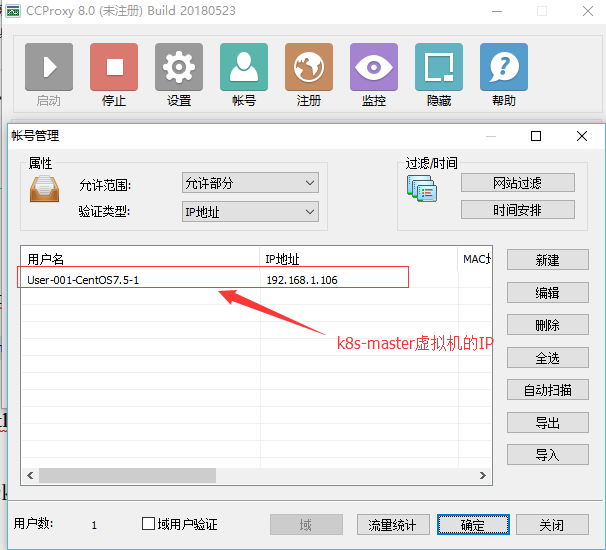 CCProxy 8.0 (未注册) Build 20180523
启动 停止 设置 帐号 注册 监控 隐藏 帮助
帐号管理
属性
允许范围: 允许部分
验证类型: IP地址
过滤/时间
网站过滤
时间安排
用户名 IP地址
User-001-CentOS7.5-1 192.168.1.106
k8s-master虚拟机的IP
新建
编辑
删除
全选
自动扫描
导出
导入
用户数: 1 域用户验证 域 流量统计 确定 关闭